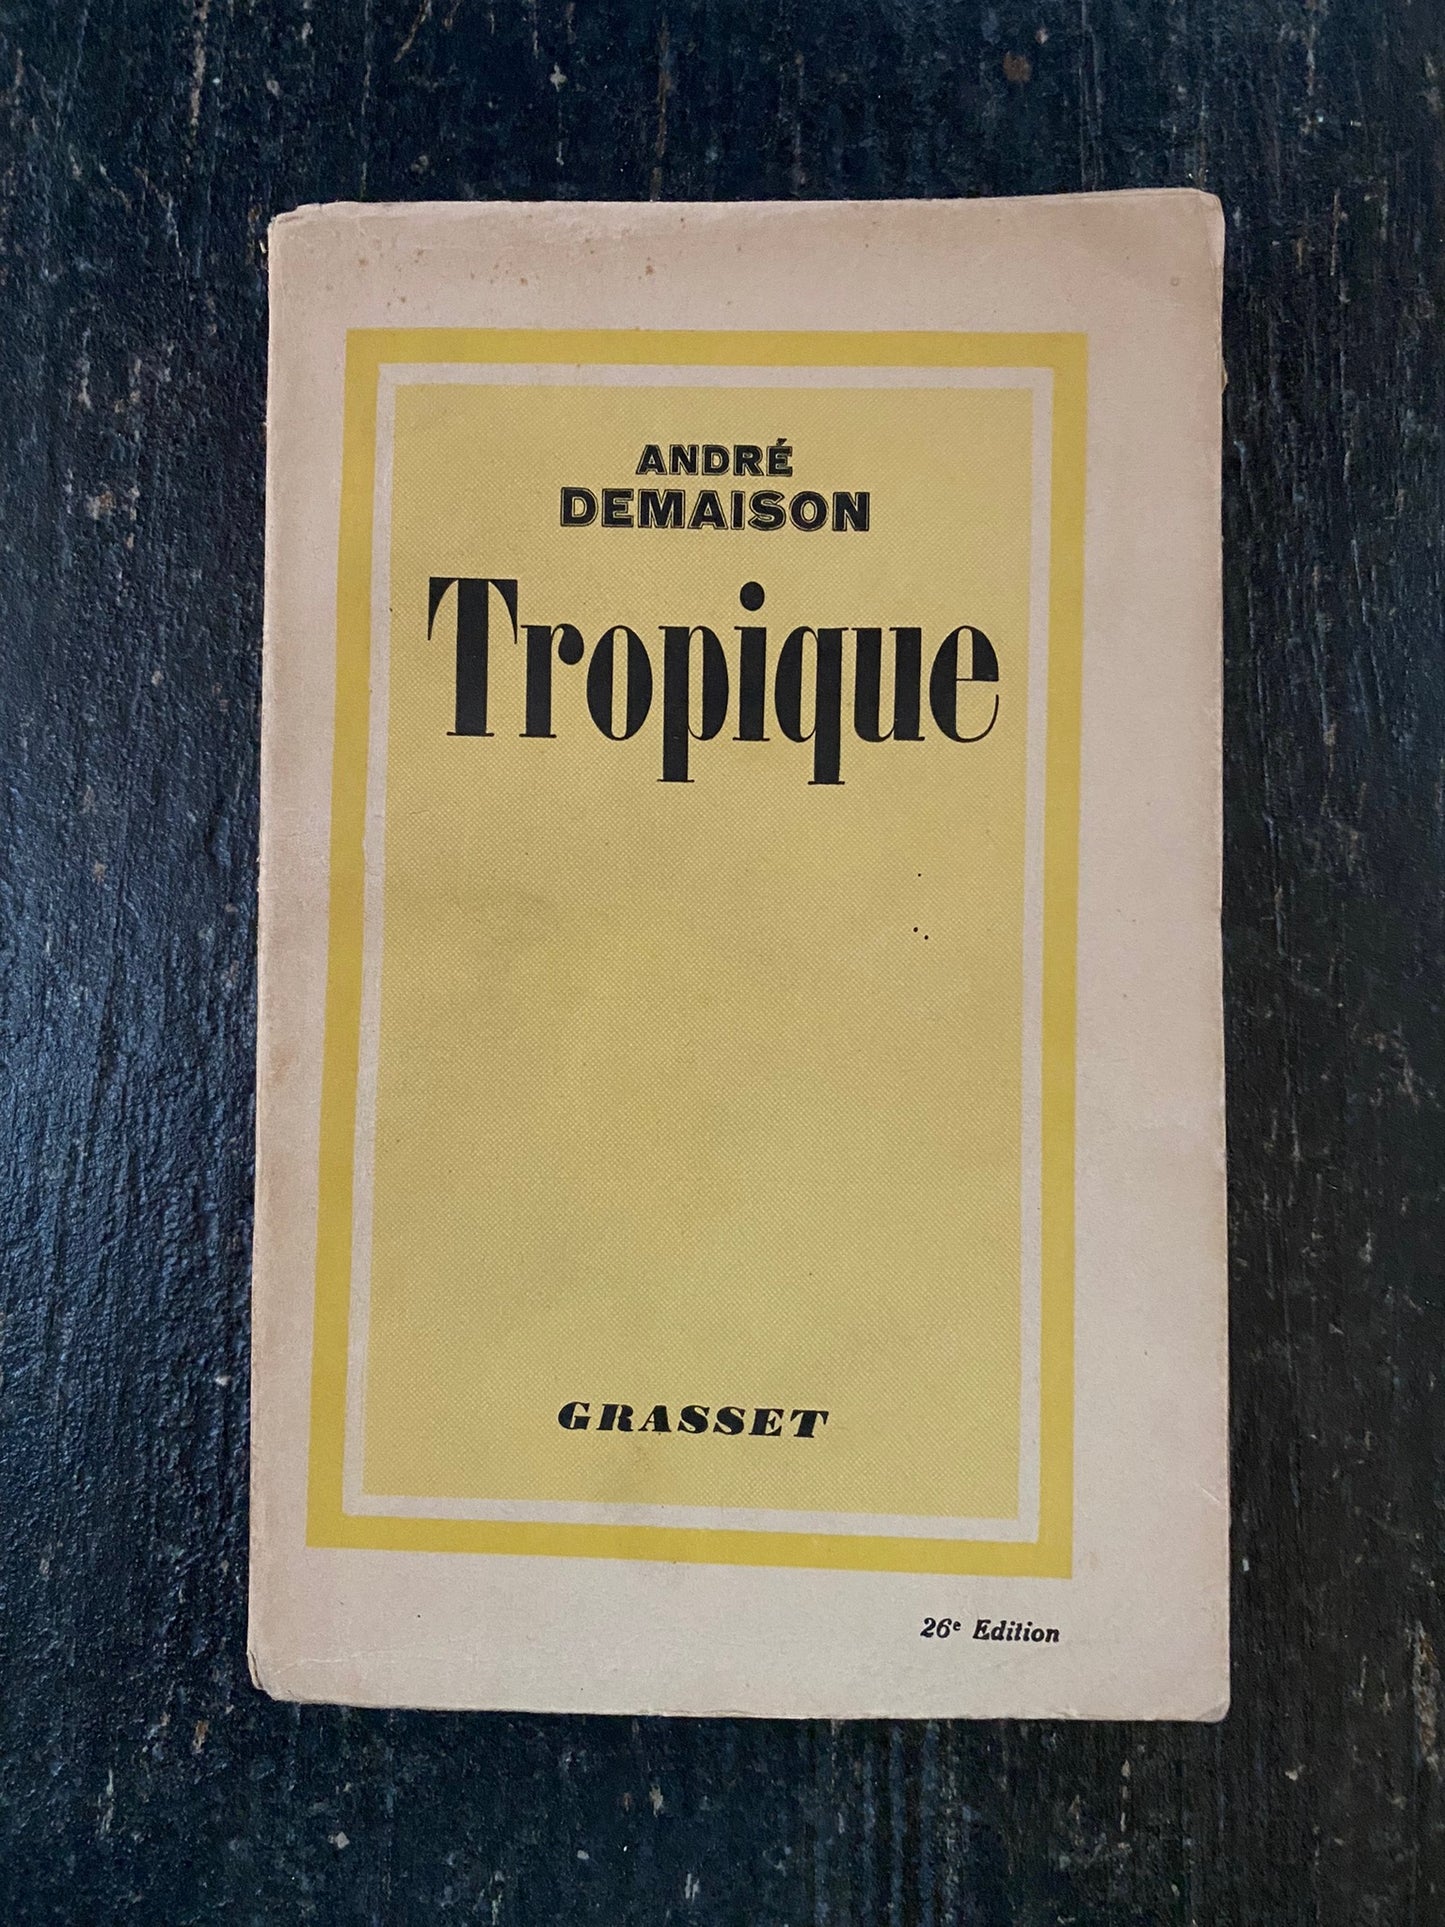 ANDRÉ
DEMAISON
Tropique
GRASSET
26e Edition